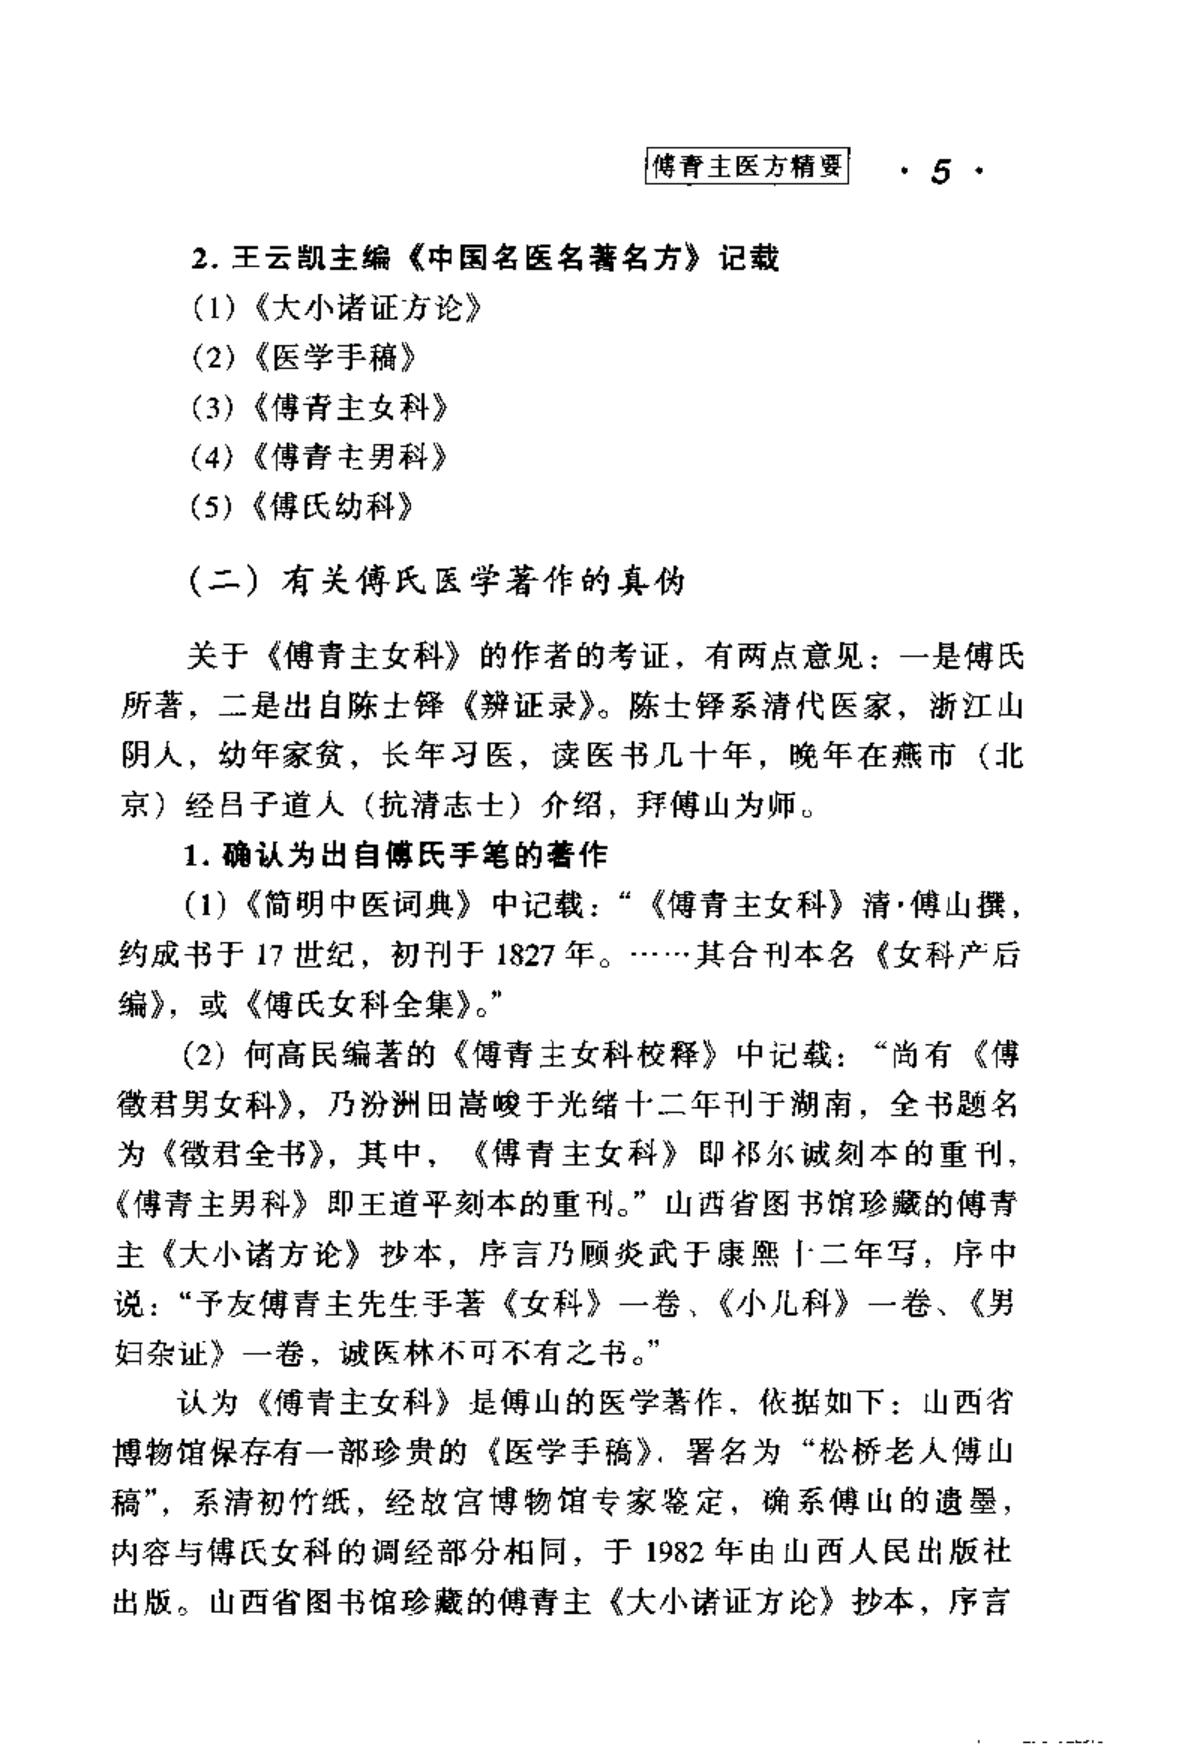 傅青主医方精要 · 5 ·
2. 王云凯主编《中国名医名著名方》记载
(1)《大小诸证方论》
(2)《医学手稿》
(3)《傅青主女科》
(4)《傅青主男科》
(5)《傅氏幼科》
(二) 有关傅氏医学著作的真伪
关于《傅青主女科》的作者的考证，有两点意见：一是傅氏
所著，二是出自陈士铎《辨证录》。陈士铎系清代医家，浙江山
阴人，幼年家贫，长年习医，读医书几十年，晚年在燕市（北
京）经吕子道人（抗清志士）介绍，拜傅山为师。
1. 确认为出自傅氏手笔的著作
(1)《简明中医词典》中记载：“《傅青主女科》清·傅山撰，
约成书于 17 世纪，初刊于 1827 年。……其合刊本名《女科产后
编》，或《傅氏女科全集》。”
(2) 何高民编著的《傅青主女科校释》中记载：“尚有《傅
徵君男女科》，乃汾洲田嵩峻于光绪十二年刊于湖南，全书题名
为《徵君全书》，其中，《傅青主女科》即祁尔诚刻本的重刊，
《傅青主男科》即王道平刻本的重刊。”山西省图书馆珍藏的傅青
主《大小诸方论》抄本，序言乃顾炎武于康熙十二年写，序中
说：“予友傅青主先生手著《女科》一卷、《小儿科》一卷、《男
妇杂证》一卷，诚医林不可不有之书。”
认为《傅青主女科》是傅山的医学著作，依据如下：山西省
博物馆保存有一部珍贵的《医学手稿》，署名为“松桥老人傅山
稿”，系清初竹纸，经故宫博物馆专家鉴定，确系傅山的遗墨，
内容与傅氏女科的调经部分相同，于 1982 年由山西人民出版社
出版。山西省图书馆珍藏的傅青主《大小诸证方论》抄本，序言